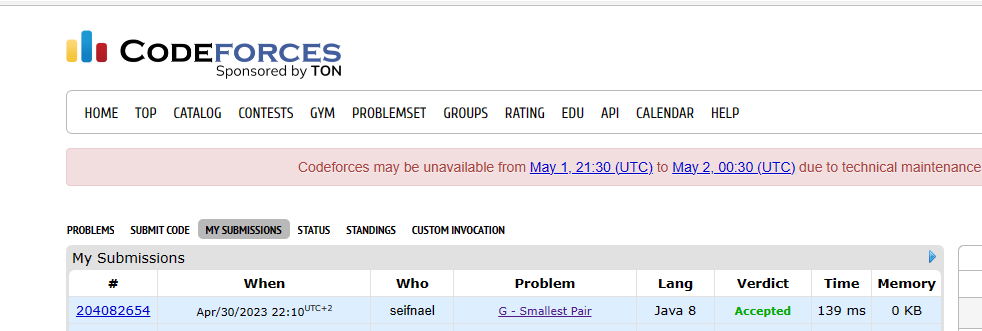 CODEFORCES
Sponsored by TON
HOME TOP CATALOG CONTESTS GYM PROBLEMSET GROUPS RATING EDU API CALENDAR HELP
Codeforces may be unavailable from May 1, 21:30 (UTC) to May 2, 00:30 (UTC) due to technical maintenance
PROBLEMS SUBMIT CODE MY SUBMISSIONS STATUS STANDINGS CUSTOM INVOCATION
My Submissions
# When Who Problem Lang Verdict Time Memory
204082654 Apr/30/2023 22:10UTC+2 seifnael G - Smallest Pair Java 8 Accepted 139 ms 0 KB